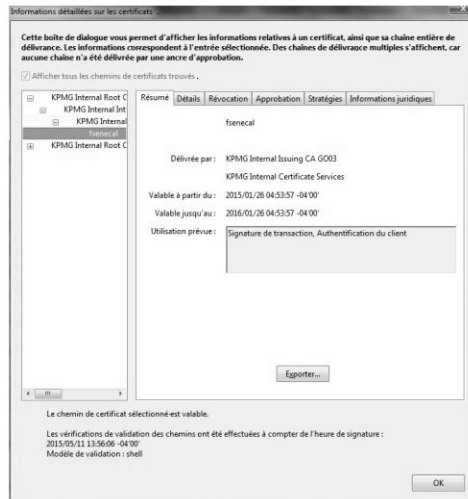 Informations détaillées sur les certificats
Cette boîte de dialogue vous permet d'afficher les informations relatives à un certificat, ainsi que sa chaîne entière de
délivrance. Les informations correspondent à l'entrée sélectionnée. Des chaînes de délivrance multiples s'affichent, car
aucune chaîne n'a été délivrée par une ancre d'approbation.
Afficher tous les chemins de certificats trouvés.
KPMG Internal Root C
KPMG Internal Int
KPMG Internal
fsenecal
KPMG Internal Root C
Résumé Détails Révocation Approbation Stratégies Informations juridiques
fsenecal
Délivrée par : KPMG Internal Issuing CA GO03
KPMG Internal Certificate Services
Valable à partir du : 2015/01/26 04:53:57 -04'00'
Valable jusqu'au : 2016/01/26 04:53:57 -04'00'
Utilisation prévue : Signature de transaction, Authentification du client
Exporter...
Le chemin de certificat sélectionné est valable.
Les vérifications de validation des chemins ont été effectuées à compter de l'heure de signature :
2015/05/11 13:56:06 -04'00'
Modèle de validation : shell
OK